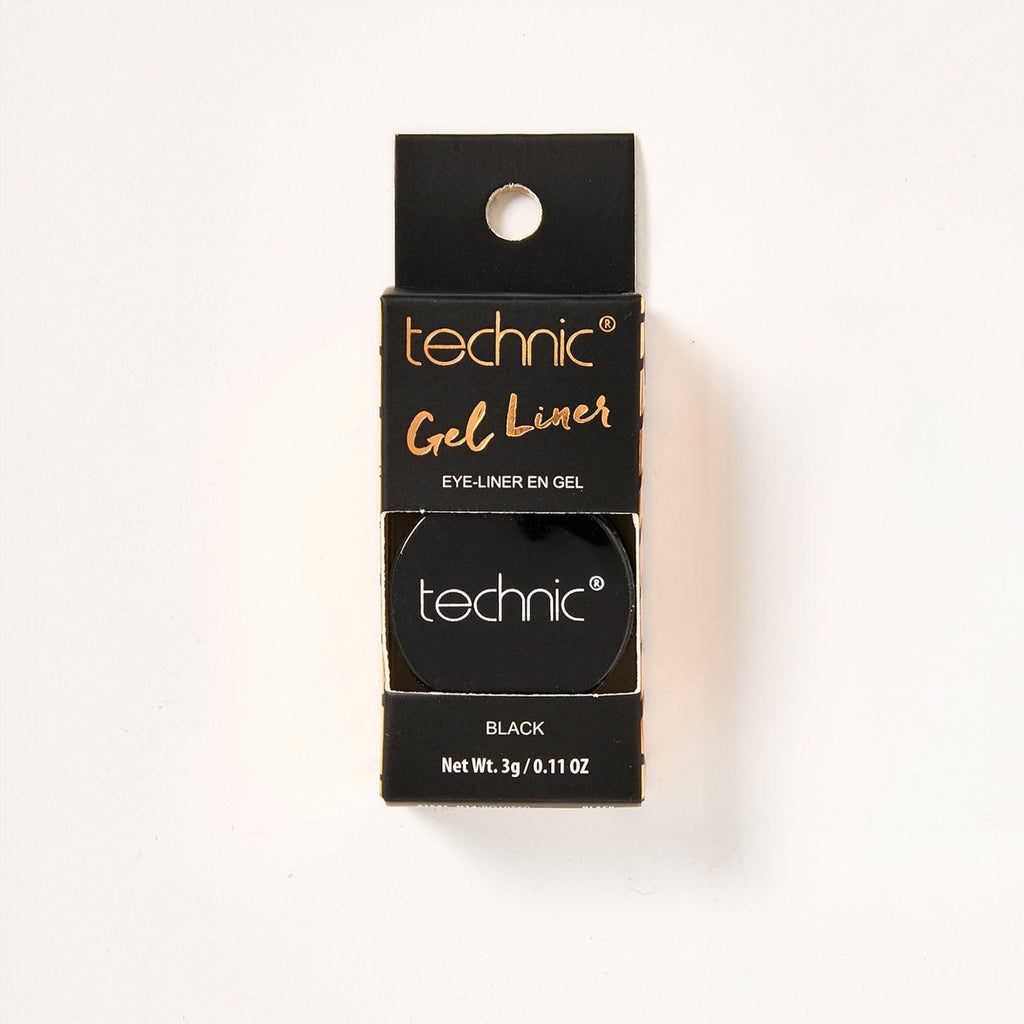 technic®
Gel Liner
EYE-LINER EN GEL
technic®
BLACK
Net Wt. 3g / 0.11 OZ